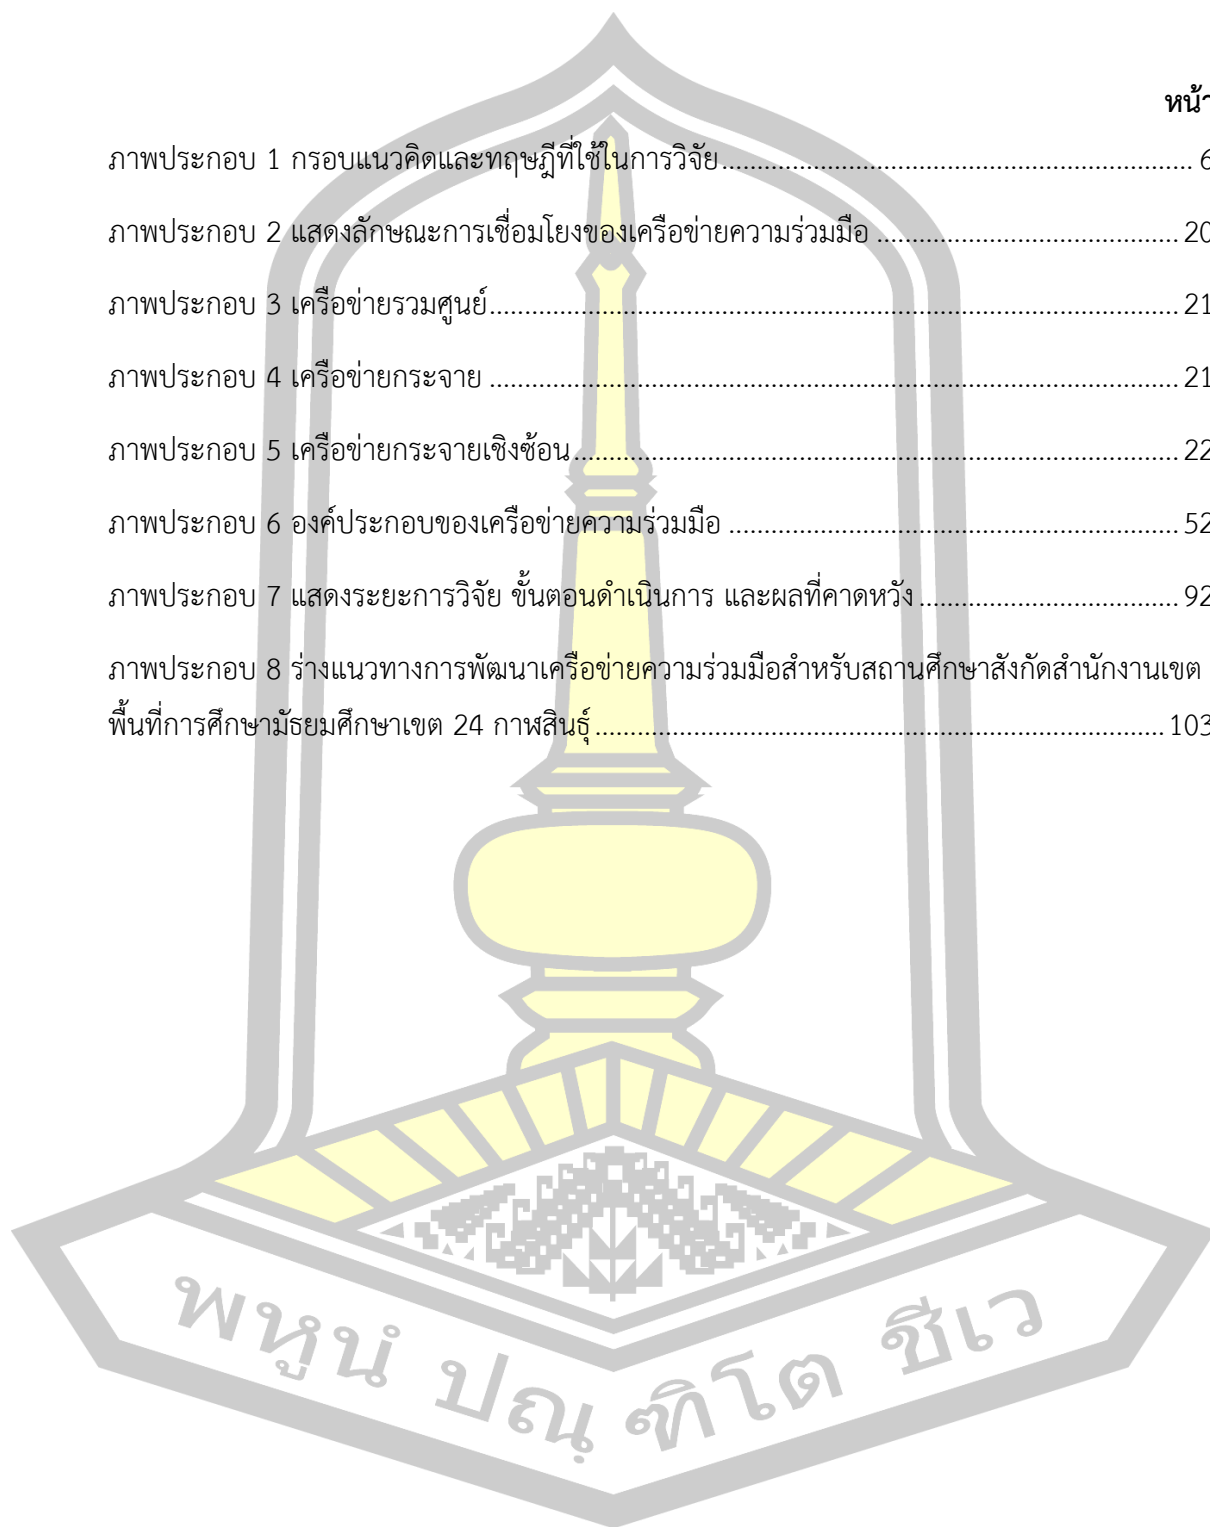 หน้า
ภาพประกอบ 1 กรอบแนวคิดและทฤษฎีที่ใช้ในการวิจัย........................................................................ 6
ภาพประกอบ 2 แสดงลักษณะการเชื่อมโยงของเครือข่ายความร่วมมือ .............................................. 20
ภาพประกอบ 3 เครือข่ายรวมศูนย์.......................................................................................................... 21
ภาพประกอบ 4 เครือข่ายกระจาย .......................................................................................................... 21
ภาพประกอบ 5 เครือข่ายกระจายเชิงซ้อน............................................................................................. 22
ภาพประกอบ 6 องค์ประกอบของเครือข่ายความร่วมมือ ..................................................................... 52
ภาพประกอบ 7 แสดงระยะการวิจัย ขั้นตอนดำเนินการ และผลที่คาดหวัง ........................................ 92
ภาพประกอบ 8 ร่างแนวทางการพัฒนาเครือข่ายความร่วมมือสำหรับสถานศึกษาสังกัดสำนักงานเขต
พื้นที่การศึกษามัธยมศึกษาเขต 24 กาฬสินธุ์........................................................................................ 103
พหูนํ ปณฺ ฑิโต ชีเว